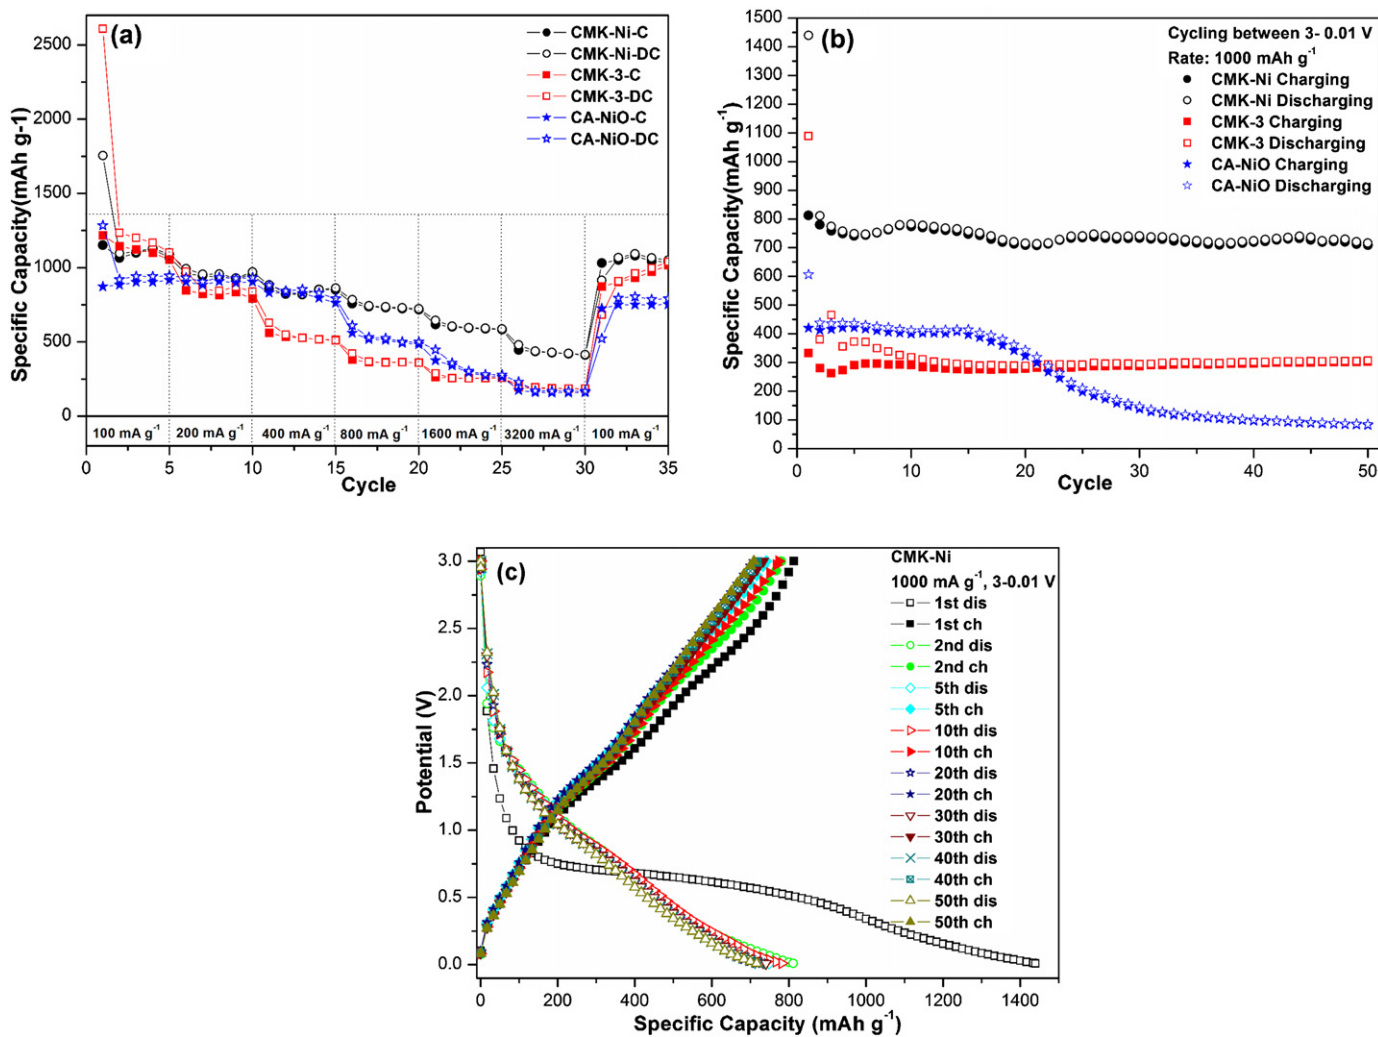 (a)
CMK-Ni-C
CMK-Ni-DC
CMK-3-C
CMK-3-DC
CA-NiO-C
CA-NiO-DC
Specific Capacity(mAh g-1)
2500
2000
1500
1000
500
0
100 mA g⁻¹
200 mA g⁻¹
400 mA g⁻¹
800 mA g⁻¹
1600 mA g⁻¹
3200 mA g⁻¹
100 mA g⁻¹
0 5 10 15 20 25 30 35
Cycle
(b)
Cycling between 3- 0.01 V
Rate: 1000 mAh g⁻¹
CMK-Ni Charging
CMK-Ni Discharging
CMK-3 Charging
CMK-3 Discharging
CA-NiO Charging
CA-NiO Discharging
Specific Capacity(mAh g⁻¹)
1500
1400
1300
1200
1100
1000
900
800
700
600
500
400
300
200
100
0
0 10 20 30 40 50
Cycle
(c)
CMK-Ni
1000 mA g⁻¹, 3-0.01 V
1st dis
1st ch
2nd dis
2nd ch
5th dis
5th ch
10th dis
10th ch
20th dis
20th ch
30th dis
30th ch
40th dis
40th ch
50th dis
50th ch
Potential (V)
3.0
2.5
2.0
1.5
1.0
0.5
0.0
0 200 400 600 800 1000 1200 1400
Specific Capacity (mAh g⁻¹)